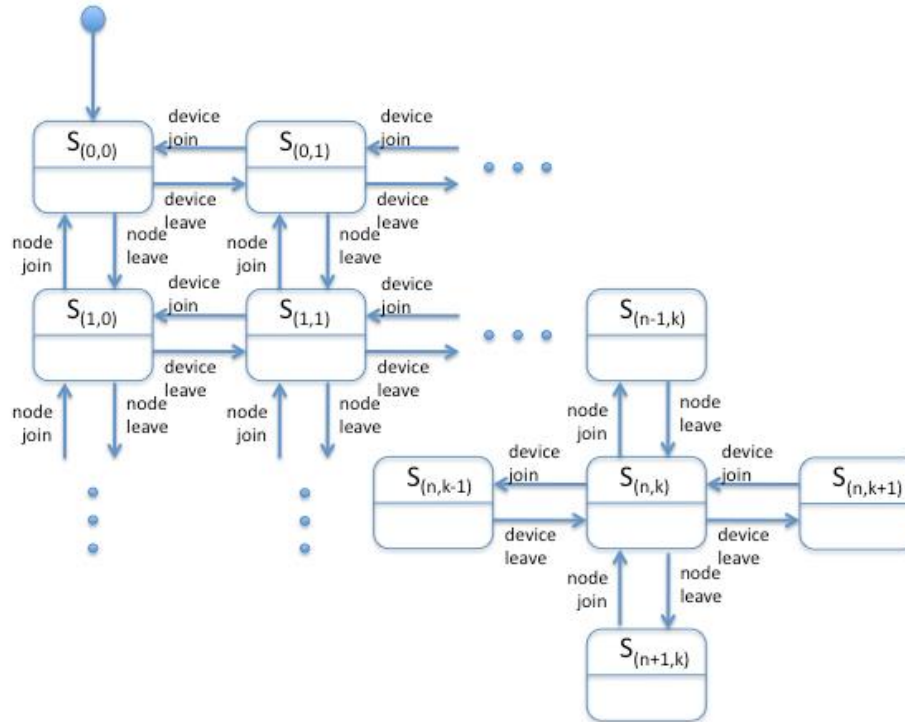 device
join
device
join
S(0,0)
S(0,1)
device
leave
device
leave
node
join
node
leave
node
join
node
leave
device
join
device
join
S(1,0)
S(1,1)
S(n-1,k)
device
leave
device
leave
node
join
node
leave
node
join
node
leave
node
join
node
leave
device
join
device
join
S(n,k-1)
S(n,k)
S(n,k+1)
device
leave
device
leave
node
join
node
leave
S(n+1,k)